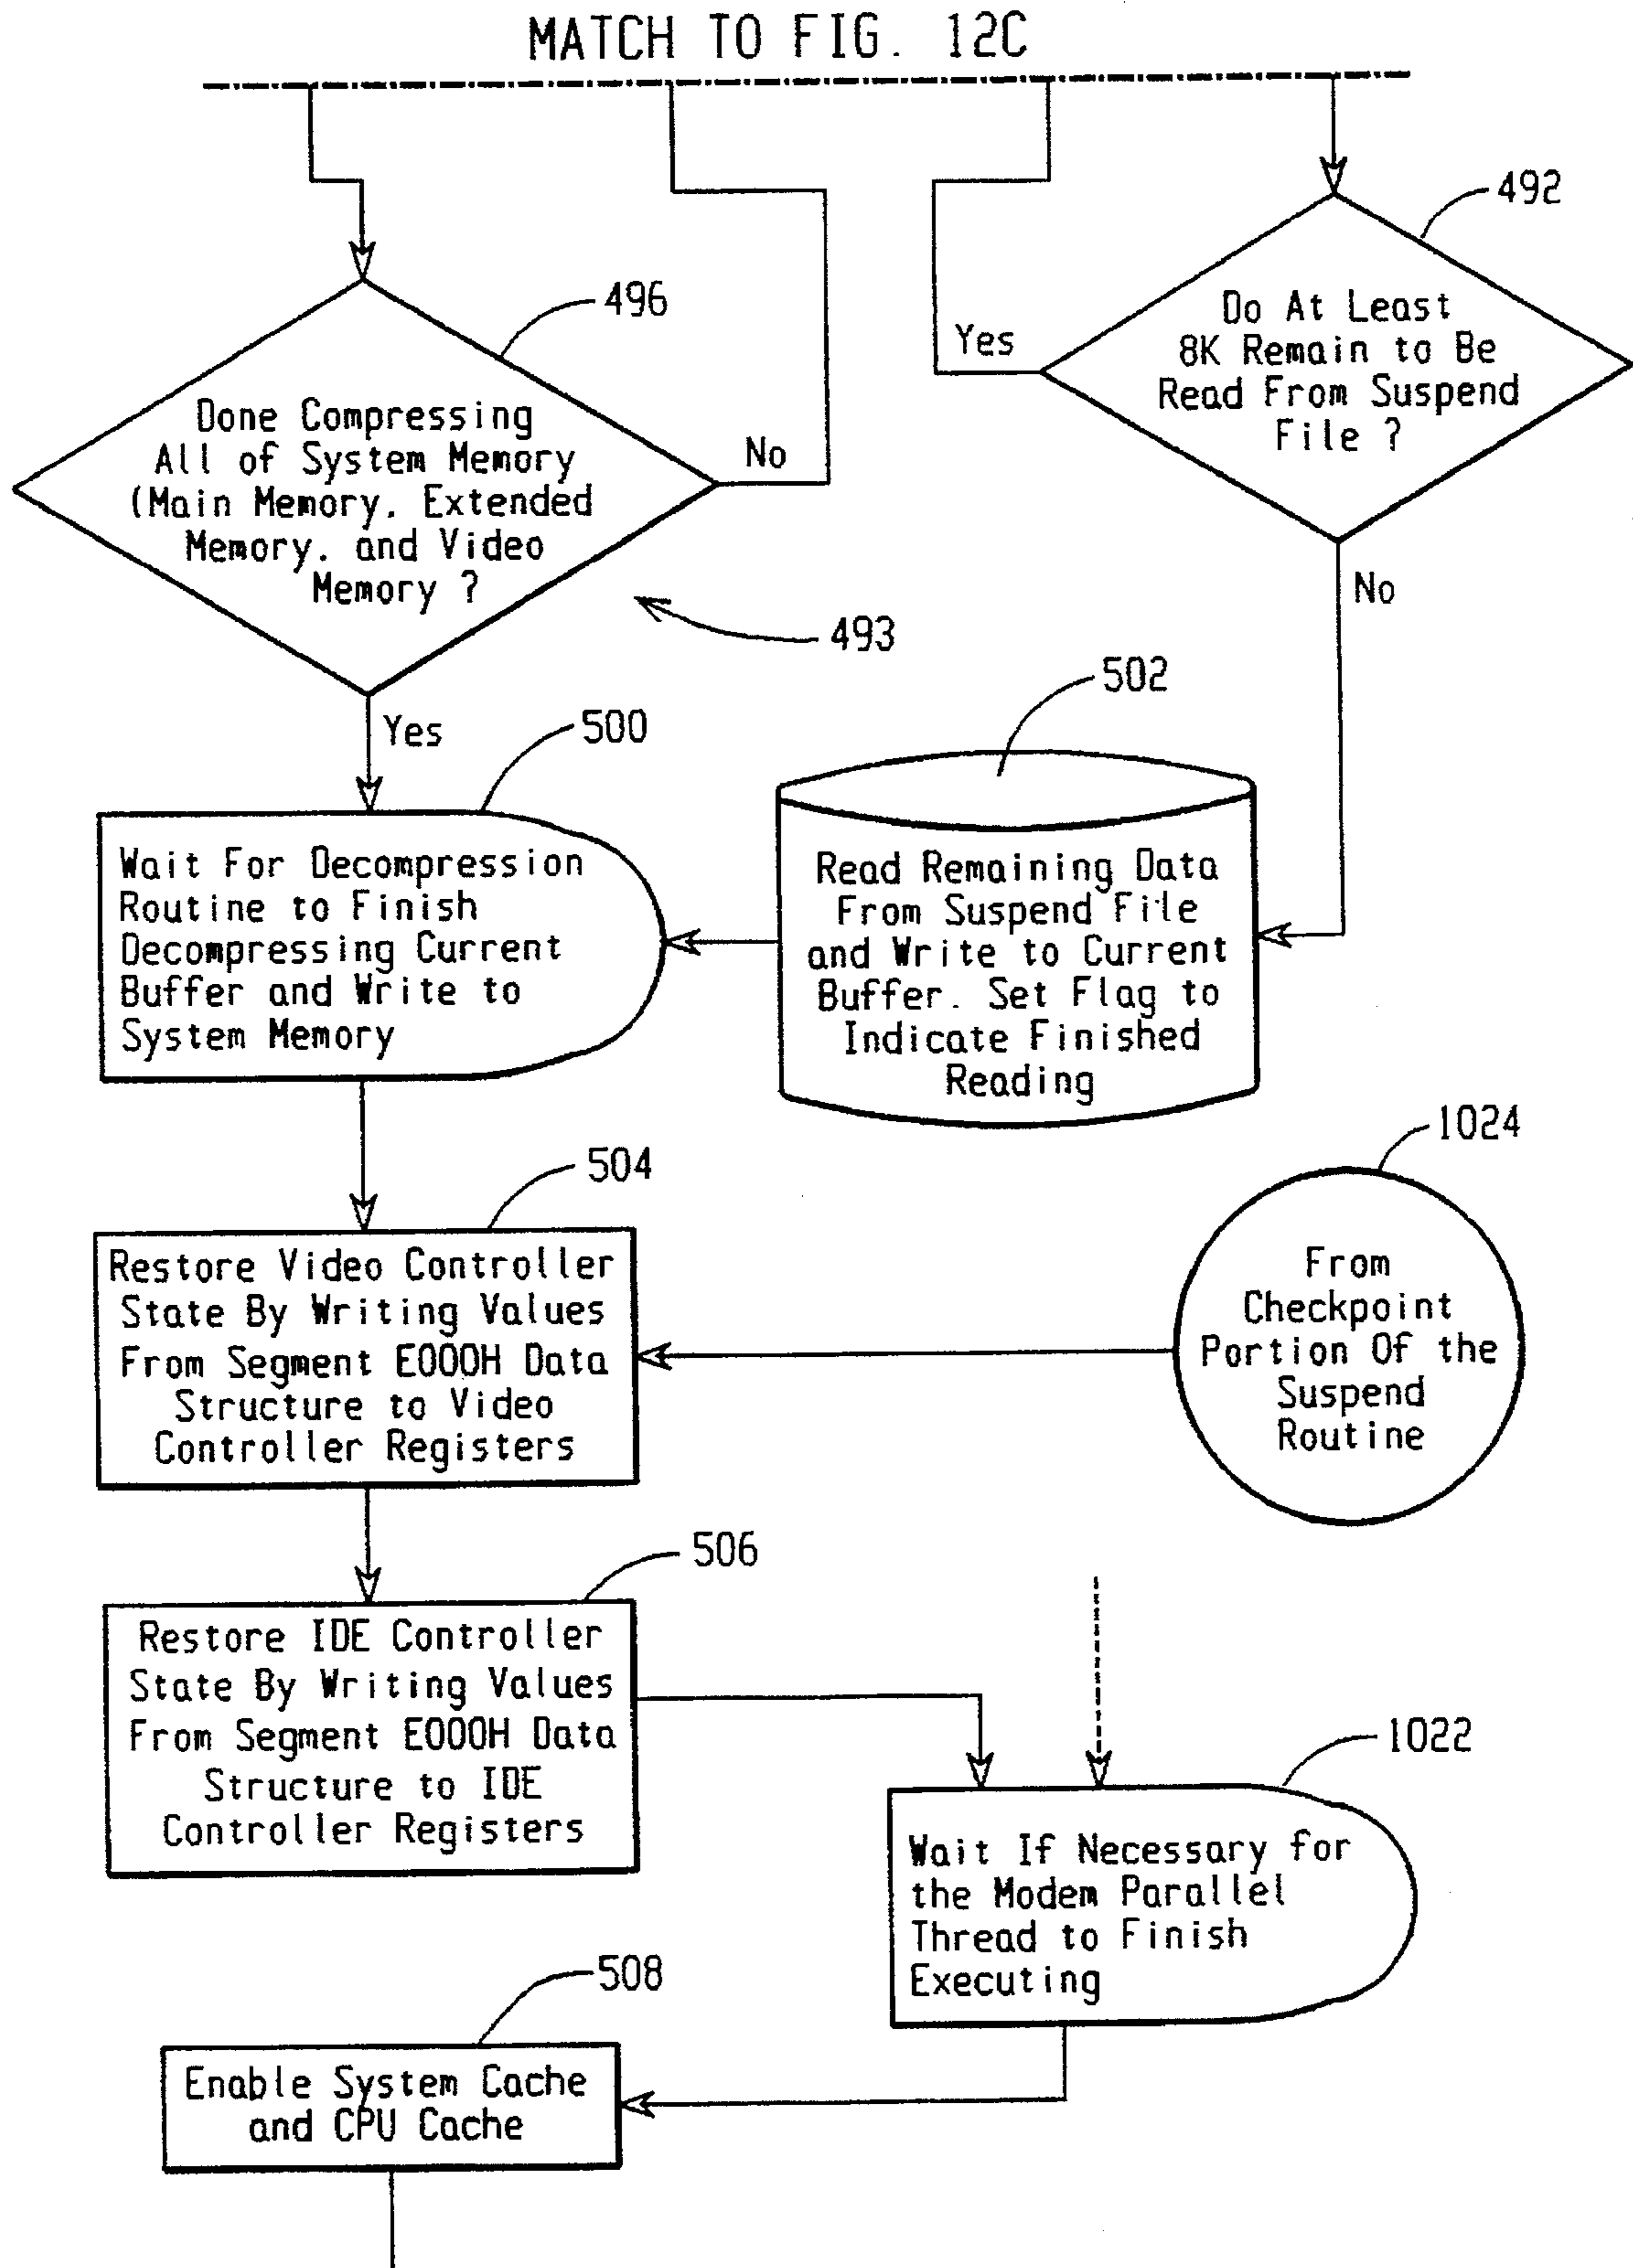 MATCH TO FIG. 12C
492
Do At Least
8K Remain to Be
Read From Suspend
File ?
Yes
No
496
Done Compressing
All of System Memory
(Main Memory. Extended
Memory. and Video
Memory ?
No
493
Yes
500
Wait For Decompression
Routine to Finish
Decompressing Current
Buffer and Write to
System Memory
502
Read Remaining Data
From Suspend File
and Write to Current
Buffer. Set Flag to
Indicate Finished
Reading
504
Restore Video Controller
State By Writing Values
From Segment E000H Data
Structure to Video
Controller Registers
1024
From
Checkpoint
Portion Of the
Suspend
Routine
506
Restore IDE Controller
State By Writing Values
From Segment E000H Data
Structure to IDE
Controller Registers
1022
Wait If Necessary for
the Modem Parallel
Thread to Finish
Executing
508
Enable System Cache
and CPU Cache